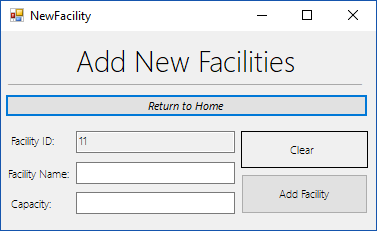 NewFacility
Add New Facilities
Return to Home
Facility ID: 11
Clear
Facility Name:
Add Facility
Capacity: